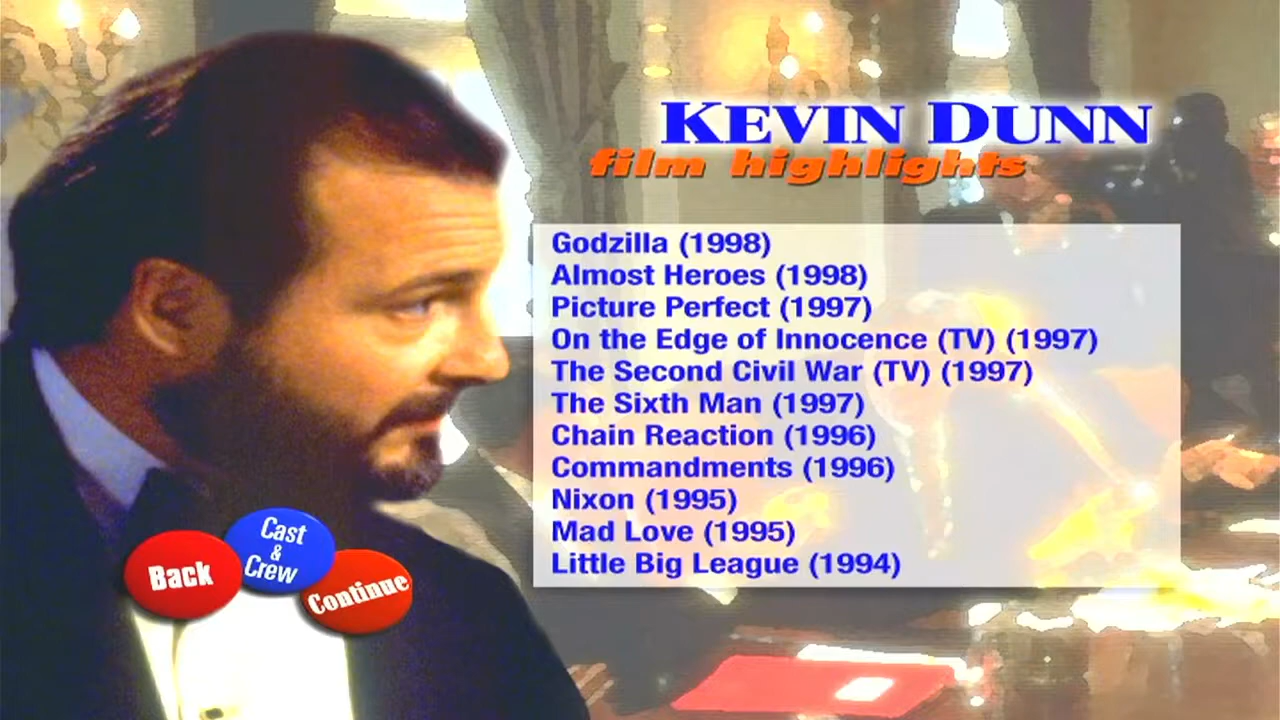 KEVIN DUNN
film highlights
Godzilla (1998)
Almost Heroes (1998)
Picture Perfect (1997)
On the Edge of Innocence (TV) (1997)
The Second Civil War (TV) (1997)
The Sixth Man (1997)
Chain Reaction (1996)
Commandments (1996)
Nixon (1995)
Mad Love (1995)
Little Big League (1994)
Back
Cast
&
Crew
Continue